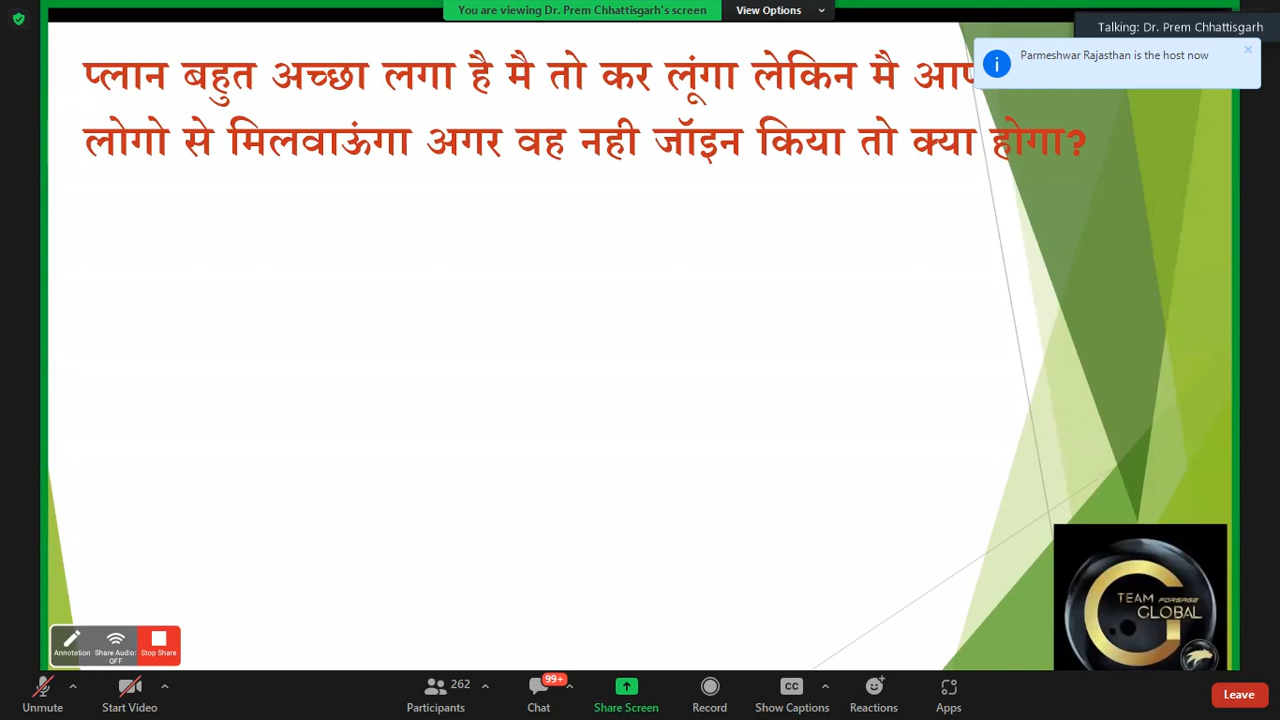 You are viewing Dr. Prem Chhattisgarh's screen
View Options
Talking: Dr. Prem Chhattisgarh
Parmeshwar Rajasthan is the host now
प्लान बहुत अच्छा लगा है मै तो कर लूंगा लेकिन मै
लोगो से मिलवाऊंगा अगर वह नही जॉइन किया तो क्या होगा?
TEAM FORSAGE
GLOBAL
Annotation
Share Audio: OFF
Stop Share
Unmute
Start Video
262
Participants
99+
Chat
Share Screen
Record
CC
Show Captions
Reactions
Apps
Leave